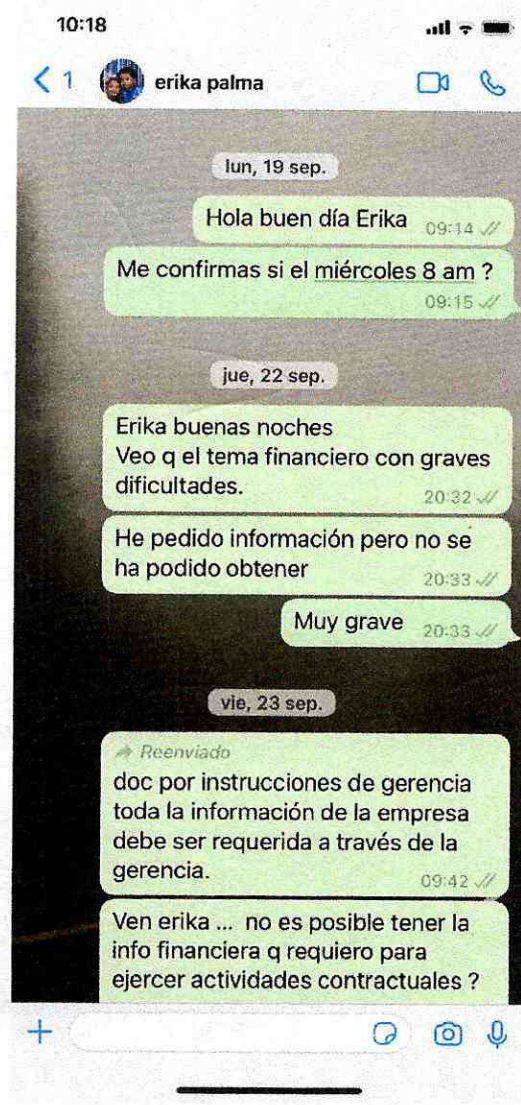 10:18
1 erika palma
lun, 19 sep.
Hola buen día Erika 09:14
Me confirmas si el miércoles 8 am ?
09:15
jue, 22 sep.
Erika buenas noches
Veo q el tema financiero con graves
dificultades.
20:32
He pedido información pero no se
ha podido obtener
20:33
Muy grave 20:33
vie, 23 sep.
Reenviado
doc por instrucciones de gerencia
toda la información de la empresa
debe ser requerida a través de la
gerencia.
09:42
Ven erika ... no es posible tener la
info financiera q requiero para
ejercer actividades contractuales ?